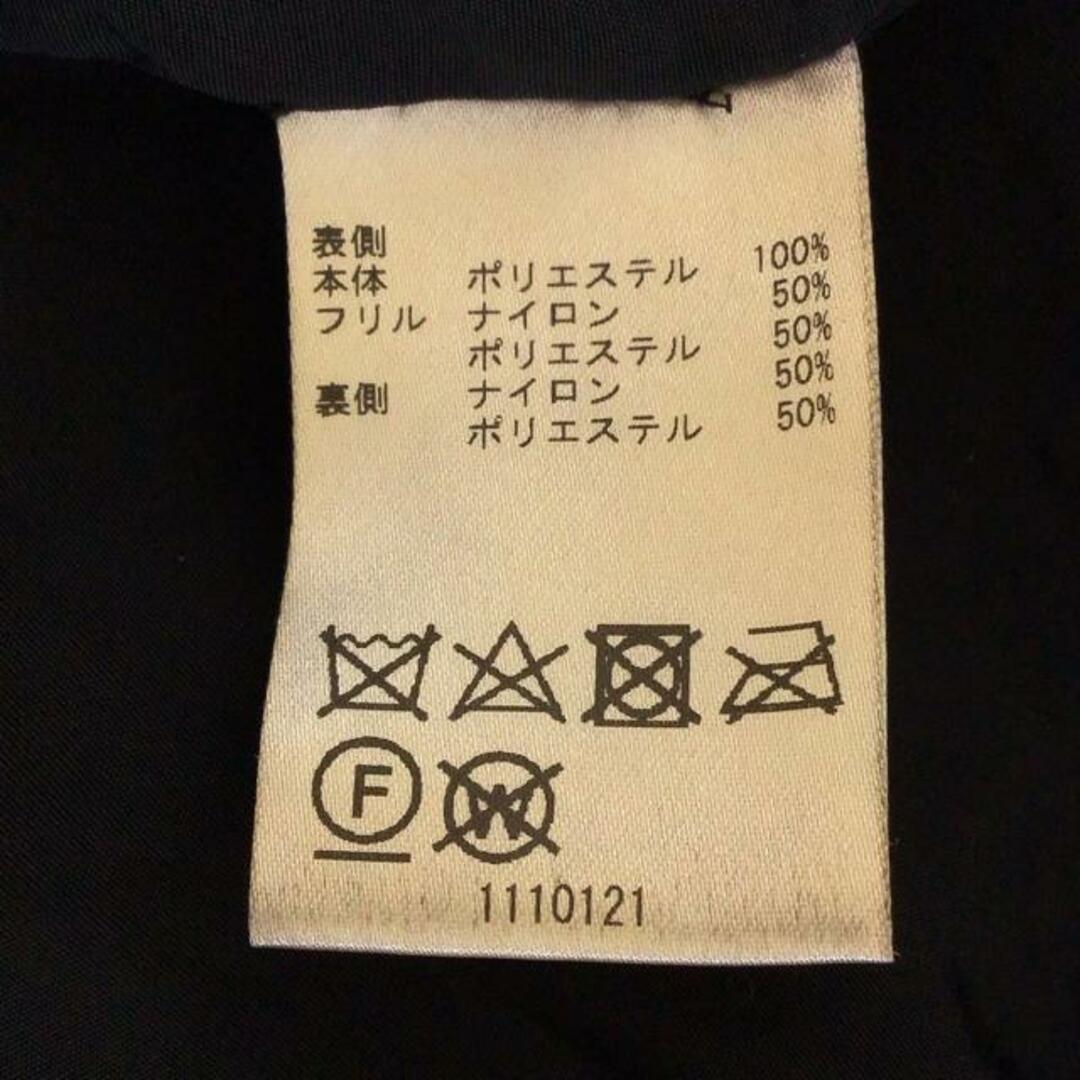 表側
本体 ポリエステル 100%
フリル ナイロン 50%
ポリエステル 50%
裏側 ナイロン 50%
ポリエステル 50%
F W
1110121